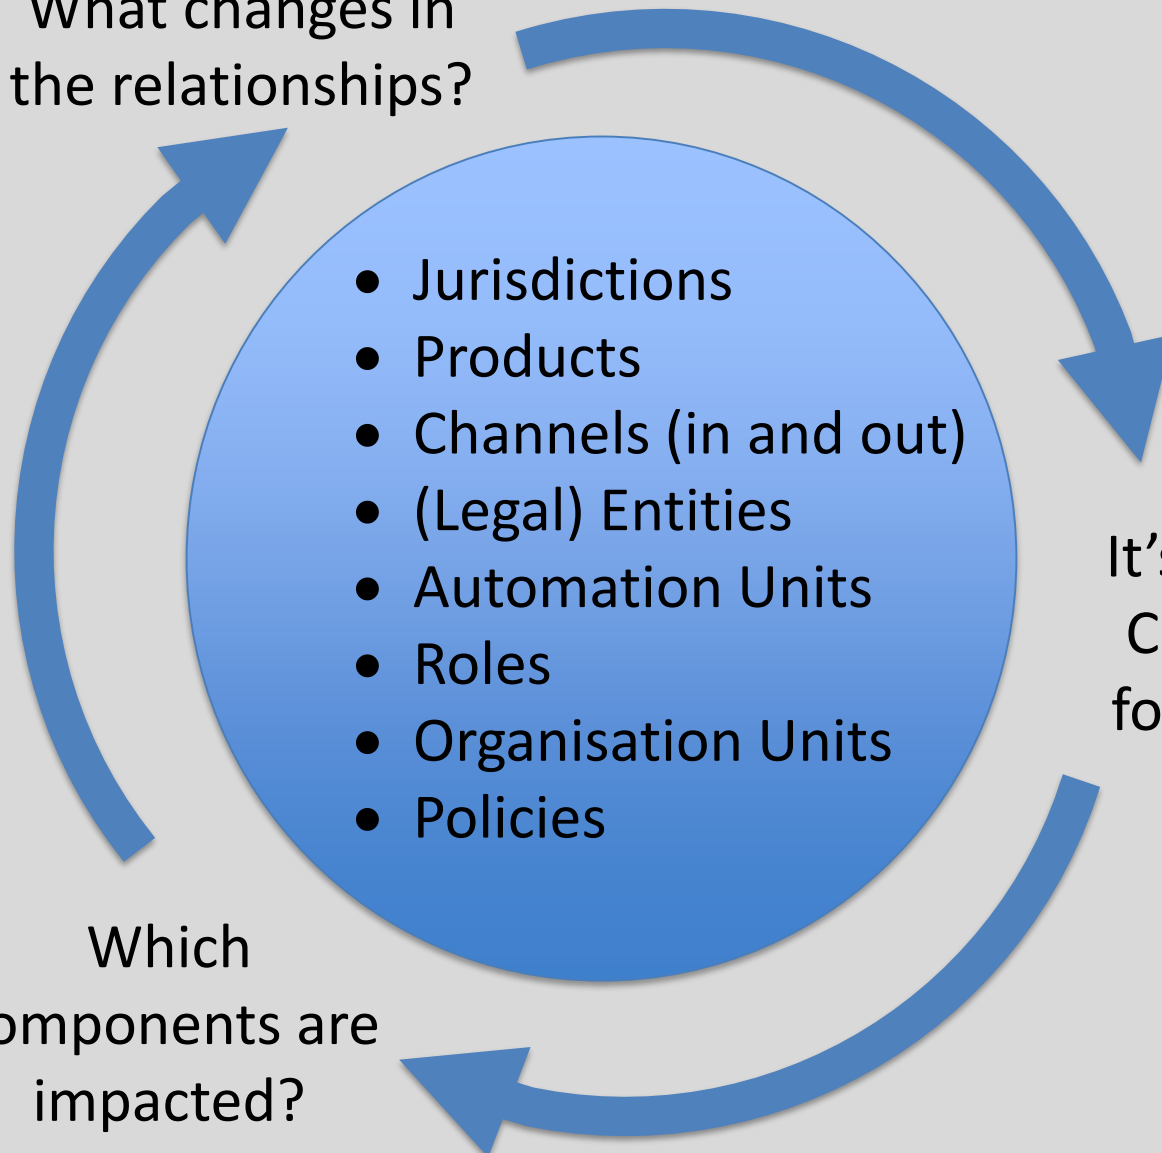 What changes in
the relationships?
• Jurisdictions
• Products
• Channels (in and out)
• (Legal) Entities
• Automation Units
• Roles
• Organisation Units
• Policies
Which
are
impacted?